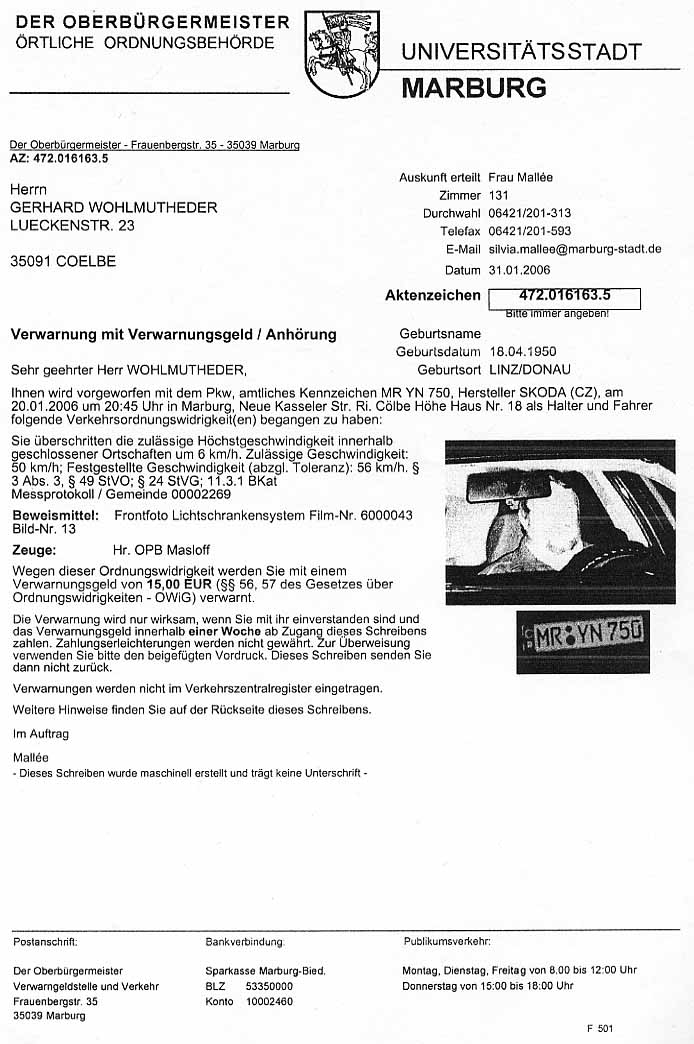 DER OBERBÜRGERMEISTER
ÖRTLICHE ORDNUNGSBEHÖRDE
UNIVERSITÄTSSTADT
MARBURG
Der Oberbürgermeister - Frauenbergstr. 35 - 35039 Marburg
AZ: 472.016163.5
Herrn
GERHARD WOHLMUTHEDER
LUECKENSTR. 23
35091 COELBE
Auskunft erteilt Frau Mallée
Zimmer 131
Durchwahl 06421/201-313
Telefax 06421/201-593
E-Mail silvia.mallee@marburg-stadt.de
Datum 31.01.2006
Aktenzeichen 472.016163.5
Bitte immer angeben!
Verwarnung mit Verwarnungsgeld / Anhörung
Geburtsname
Geburtsdatum 18.04.1950
Geburtsort LINZ/DONAU
Sehr geehrter Herr WOHLMUTHEDER,
Ihnen wird vorgeworfen mit dem Pkw, amtliches Kennzeichen MR YN 750, Hersteller SKODA (CZ), am
20.01.2006 um 20:45 Uhr in Marburg, Neue Kasseler Str. Ri. Cölbe Höhe Haus Nr. 18 als Halter und Fahrer
folgende Verkehrsordnungswidrigkeit(en) begangen zu haben:
Sie überschritten die zulässige Höchstgeschwindigkeit innerhalb
geschlossener Ortschaften um 6 km/h. Zulässige Geschwindigkeit:
50 km/h; Festgestellte Geschwindigkeit (abzgl. Toleranz): 56 km/h. §
3 Abs. 3, § 49 StVO; § 24 StVG; 11.3.1 BKat
Messprotokoll / Gemeinde 00002269
Beweismittel: Frontfoto Lichtschrankensystem Film-Nr. 6000043
Bild-Nr. 13
Zeuge: Hr. OPB Masloff
Wegen dieser Ordnungswidrigkeit werden Sie mit einem
Verwarnungsgeld von 15,00 EUR (§§ 56, 57 des Gesetzes über
Ordnungswidrigkeiten - OWiG) verwarnt.
Die Verwarnung wird nur wirksam, wenn Sie mit ihr einverstanden sind und
das Verwarnungsgeld innerhalb einer Woche ab Zugang dieses Schreibens
zahlen. Zahlungserleichterungen werden nicht gewährt. Zur Überweisung
verwenden Sie bitte den beigefügten Vordruck. Dieses Schreiben senden Sie
dann nicht zurück.
MR YN 750
Verwarnungen werden nicht im Verkehrszentralregister eingetragen.
Weitere Hinweise finden Sie auf der Rückseite dieses Schreibens.
Im Auftrag
Mallée
- Dieses Schreiben wurde maschinell erstellt und trägt keine Unterschrift -
Postanschrift:
Der Oberbürgermeister
Verwarngeldstelle und Verkehr
Frauenbergstr. 35
35039 Marburg
Bankverbindung:
Sparkasse Marburg-Bied.
BLZ 53350000
Konto 10002460
Publikumsverkehr:
Montag, Dienstag, Freitag von 8.00 bis 12:00 Uhr
Donnerstag von 15:00 bis 18:00 Uhr
F 501